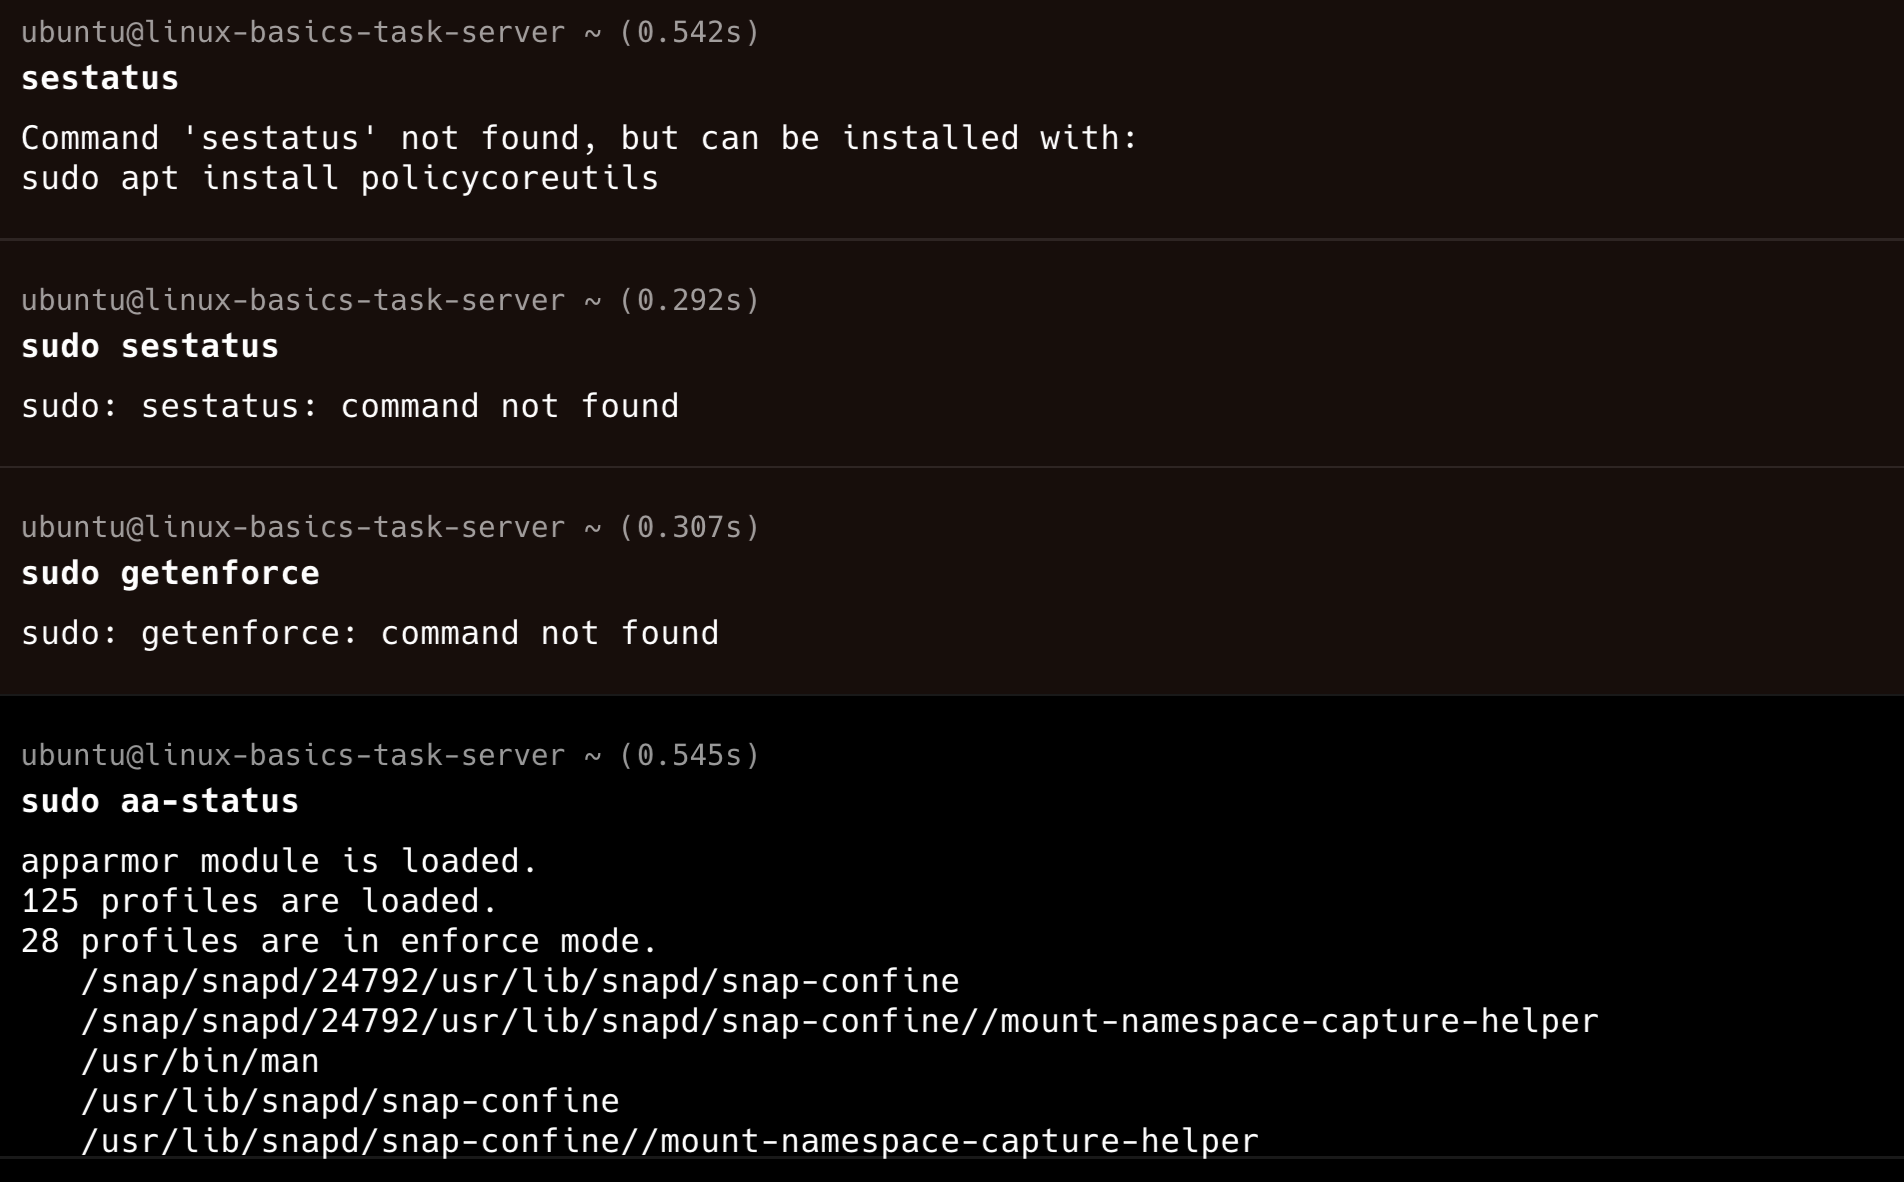 ubuntu@linux-basics-task-server ~ (0.542s)
sestatus
Command 'sestatus' not found, but can be installed with:
sudo apt install policycoreutils
ubuntu@linux-basics-task-server ~ (0.292s)
sudo sestatus
sudo: sestatus: command not found
ubuntu@linux-basics-task-server ~ (0.307s)
sudo getenforce
sudo: getenforce: command not found
ubuntu@linux-basics-task-server ~ (0.545s)
sudo aa-status
apparmor module is loaded.
125 profiles are loaded.
28 profiles are in enforce mode.
   /snap/snapd/24792/usr/lib/snapd/snap-confine
   /snap/snapd/24792/usr/lib/snapd/snap-confine//mount-namespace-capture-helper
   /usr/bin/man
   /usr/lib/snapd/snap-confine
   /usr/lib/snapd/snap-confine//mount-namespace-capture-helper